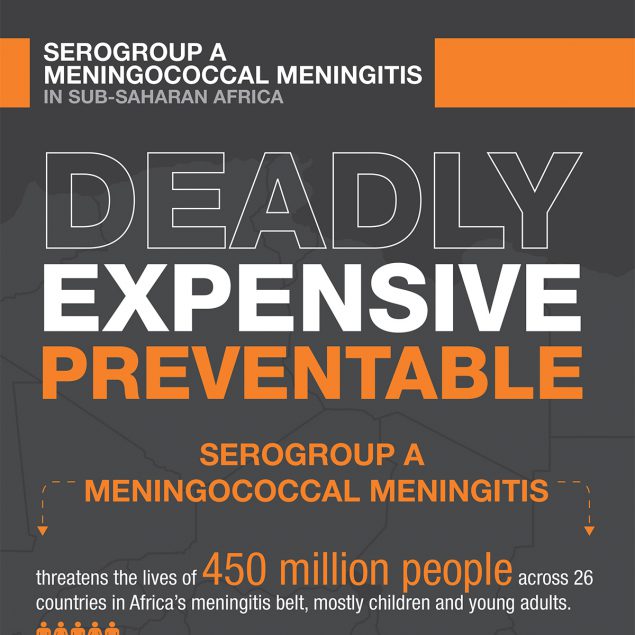 SEROGROUP A
MENINGOCOCCAL MENINGITIS
IN SUB-SAHARAN AFRICA
DEADLY
EXPENSIVE
PREVENTABLE
SEROGROUP A
MENINGOCOCCAL MENINGITIS
threatens the lives of 450 million people across 26
countries in Africa's meningitis belt, mostly children and young adults.